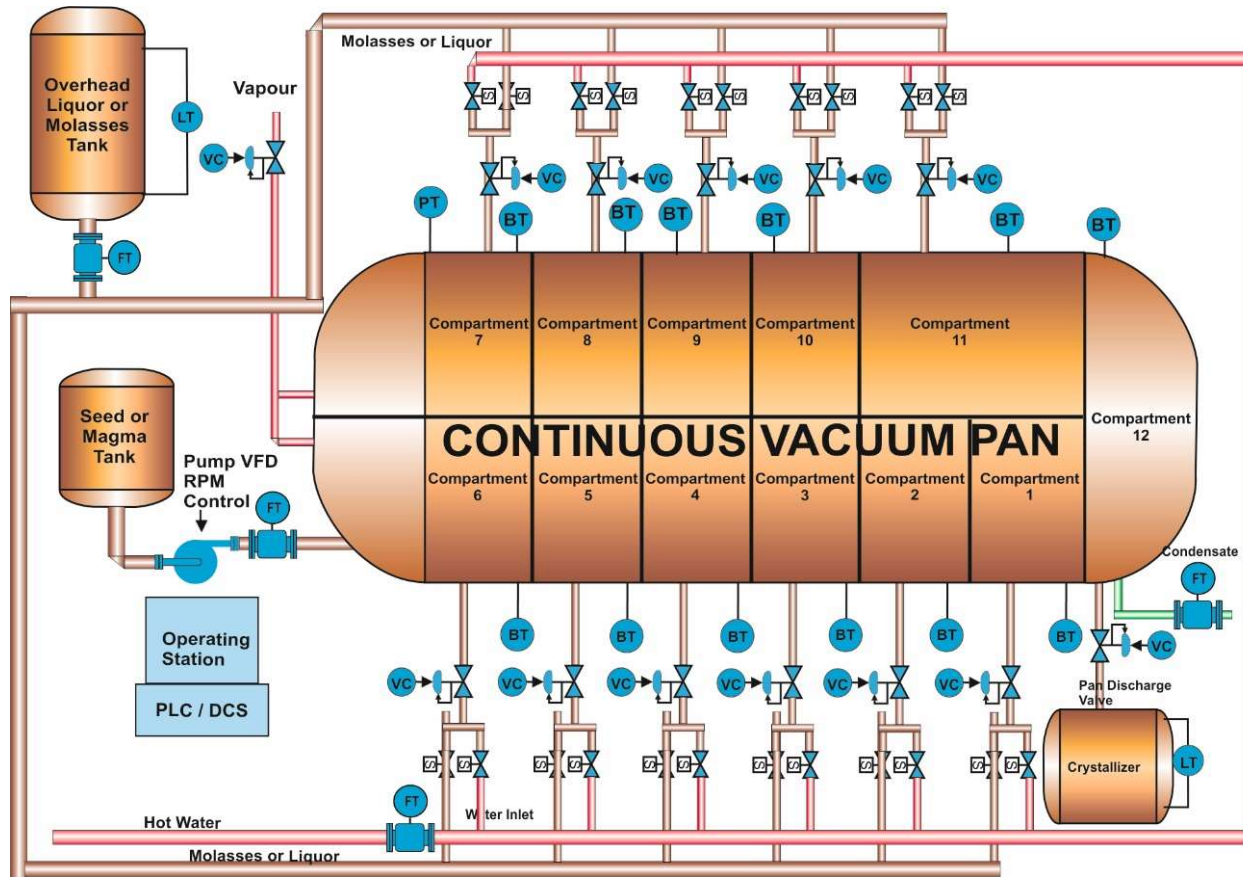 Molasses or Liquor
Overhead
Liquor or
Molasses
Tank
LT
Vapour
VC
FT
S
S
S
S
S
S
S
S
S
S
VC
VC
VC
VC
VC
PT
BT
BT
BT
BT
BT
BT
Compartment
7
Compartment
8
Compartment
9
Compartment
10
Compartment
11
Compartment
12
CONTINUOUS VACUUM PAN
Seed or
Magma
Tank
Pump VFD
RPM
Control
FT
Compartment
6
Compartment
5
Compartment
4
Compartment
3
Compartment
2
Compartment
1
Condensate
FT
Operating
Station
PLC / DCS
BT
BT
BT
BT
BT
BT
VC
VC
VC
VC
VC
VC
VC
Pan Discharge
Valve
Crystallizer
LT
S
S
S
S
S
S
S
S
S
S
S
S
FT
Hot Water
Water Inlet
Molasses or Liquor